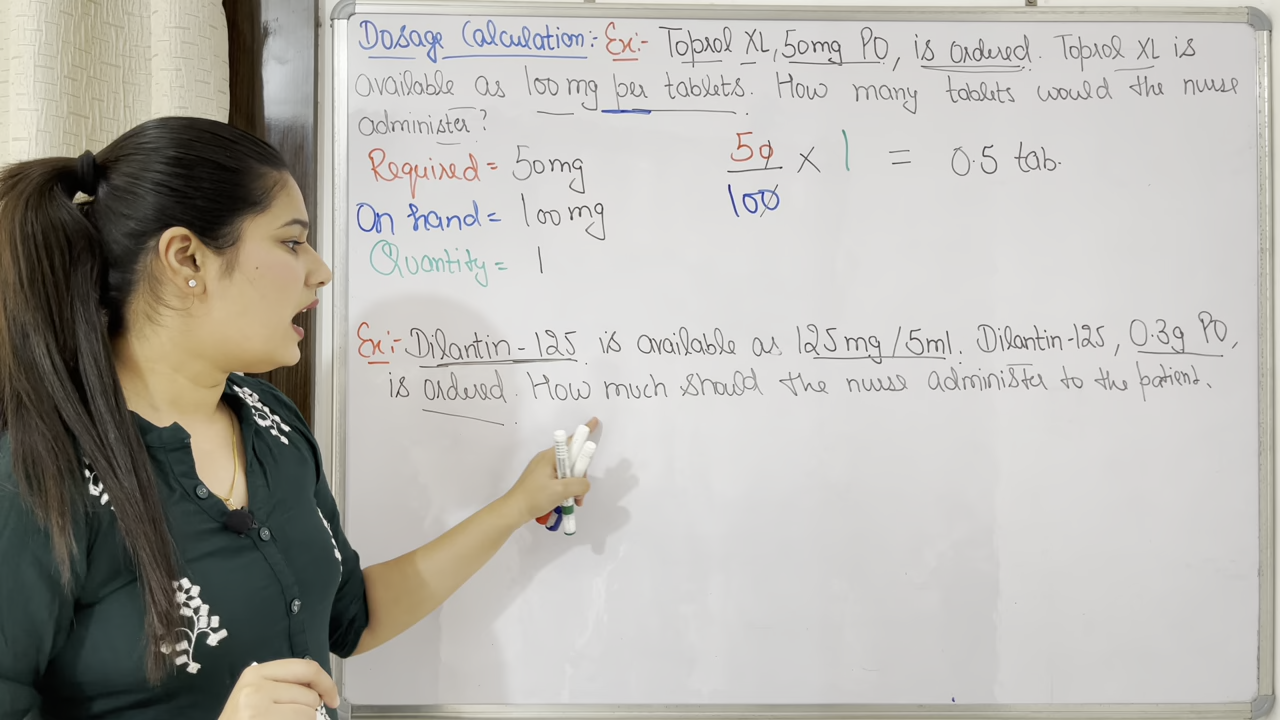 Dosage Calculation:- Ex:- Toprol XL, 50mg PO, is ordered. Toprol XL is
available as 100 mg per tablets. How many tablets would the nurse
administer?
Required = 50mg
On hand = 100mg
Quantity = 1
50/100 × 1 = 0.5 tab.
Ex:- Dilantin-125 is available as 125mg/5ml. Dilantin-125, 0.3g PO,
is ordered. How much should the nurse administer to the patient.